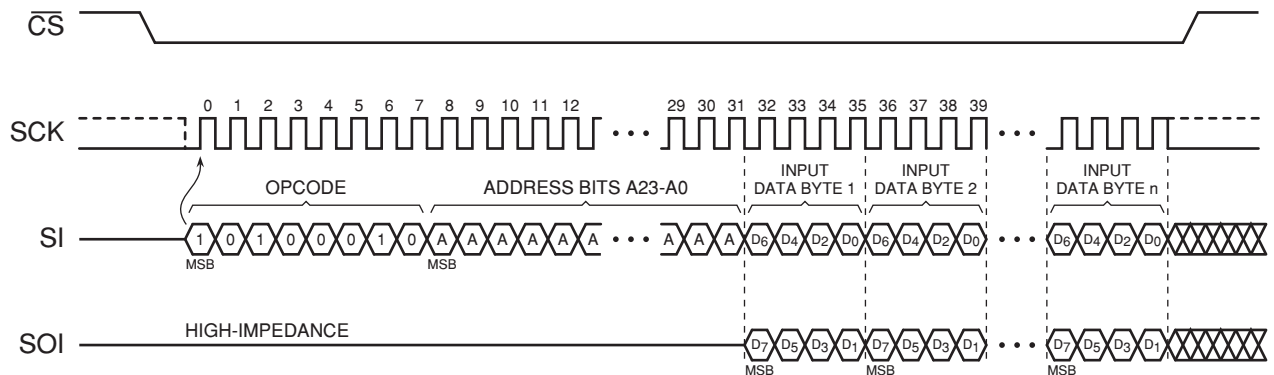 CS
0 1 2 3 4 5 6 7 8 9 10 11 12 29 30 31 32 33 34 35 36 37 38 39
SCK
OPCODE
ADDRESS BITS A23-A0
INPUT
DATA BYTE 1
INPUT
DATA BYTE 2
INPUT
DATA BYTE n
SI
1 0 1 0 0 0 1 0 A A A A A A A A A D6 D4 D2 D0 D6 D4 D2 D0 D6 D4 D2 D0
MSB MSB
HIGH-IMPEDANCE
SOI
D7 D5 D3 D1 D7 D5 D3 D1 D7 D5 D3 D1
MSB MSB MSB